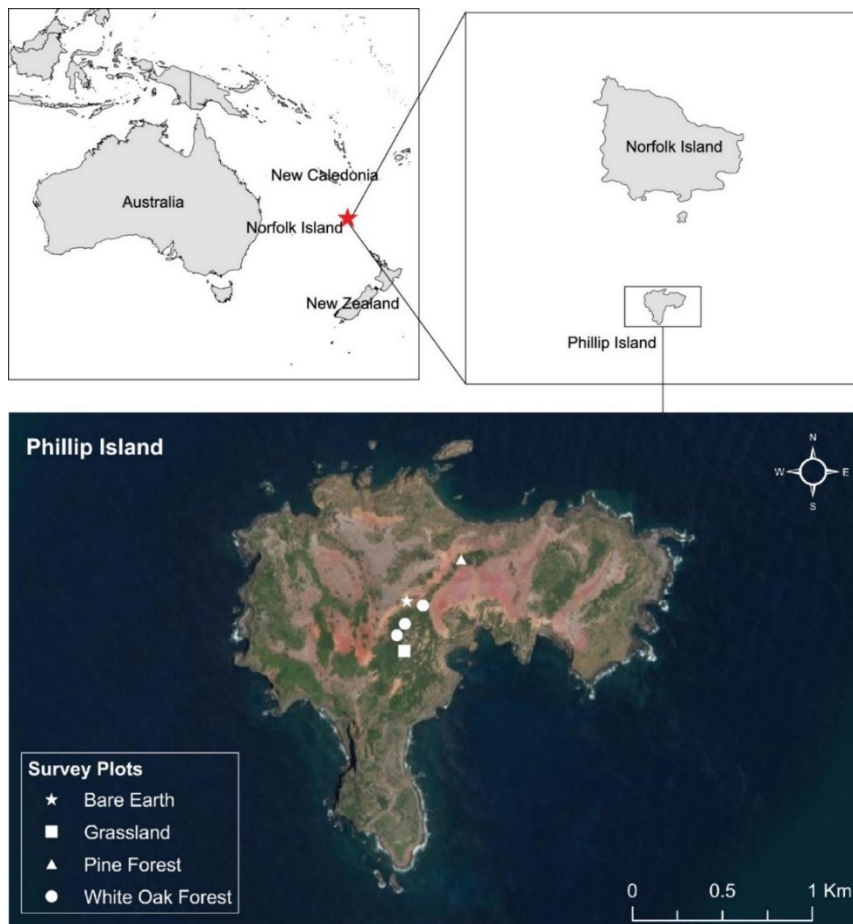 New Caledonia
Australia
Norfolk Island
New Zealand
Norfolk Island
Phillip Island
Phillip Island
N
W E
S
Survey Plots
Bare Earth
Grassland
Pine Forest
White Oak Forest
0 0.5 1 Km